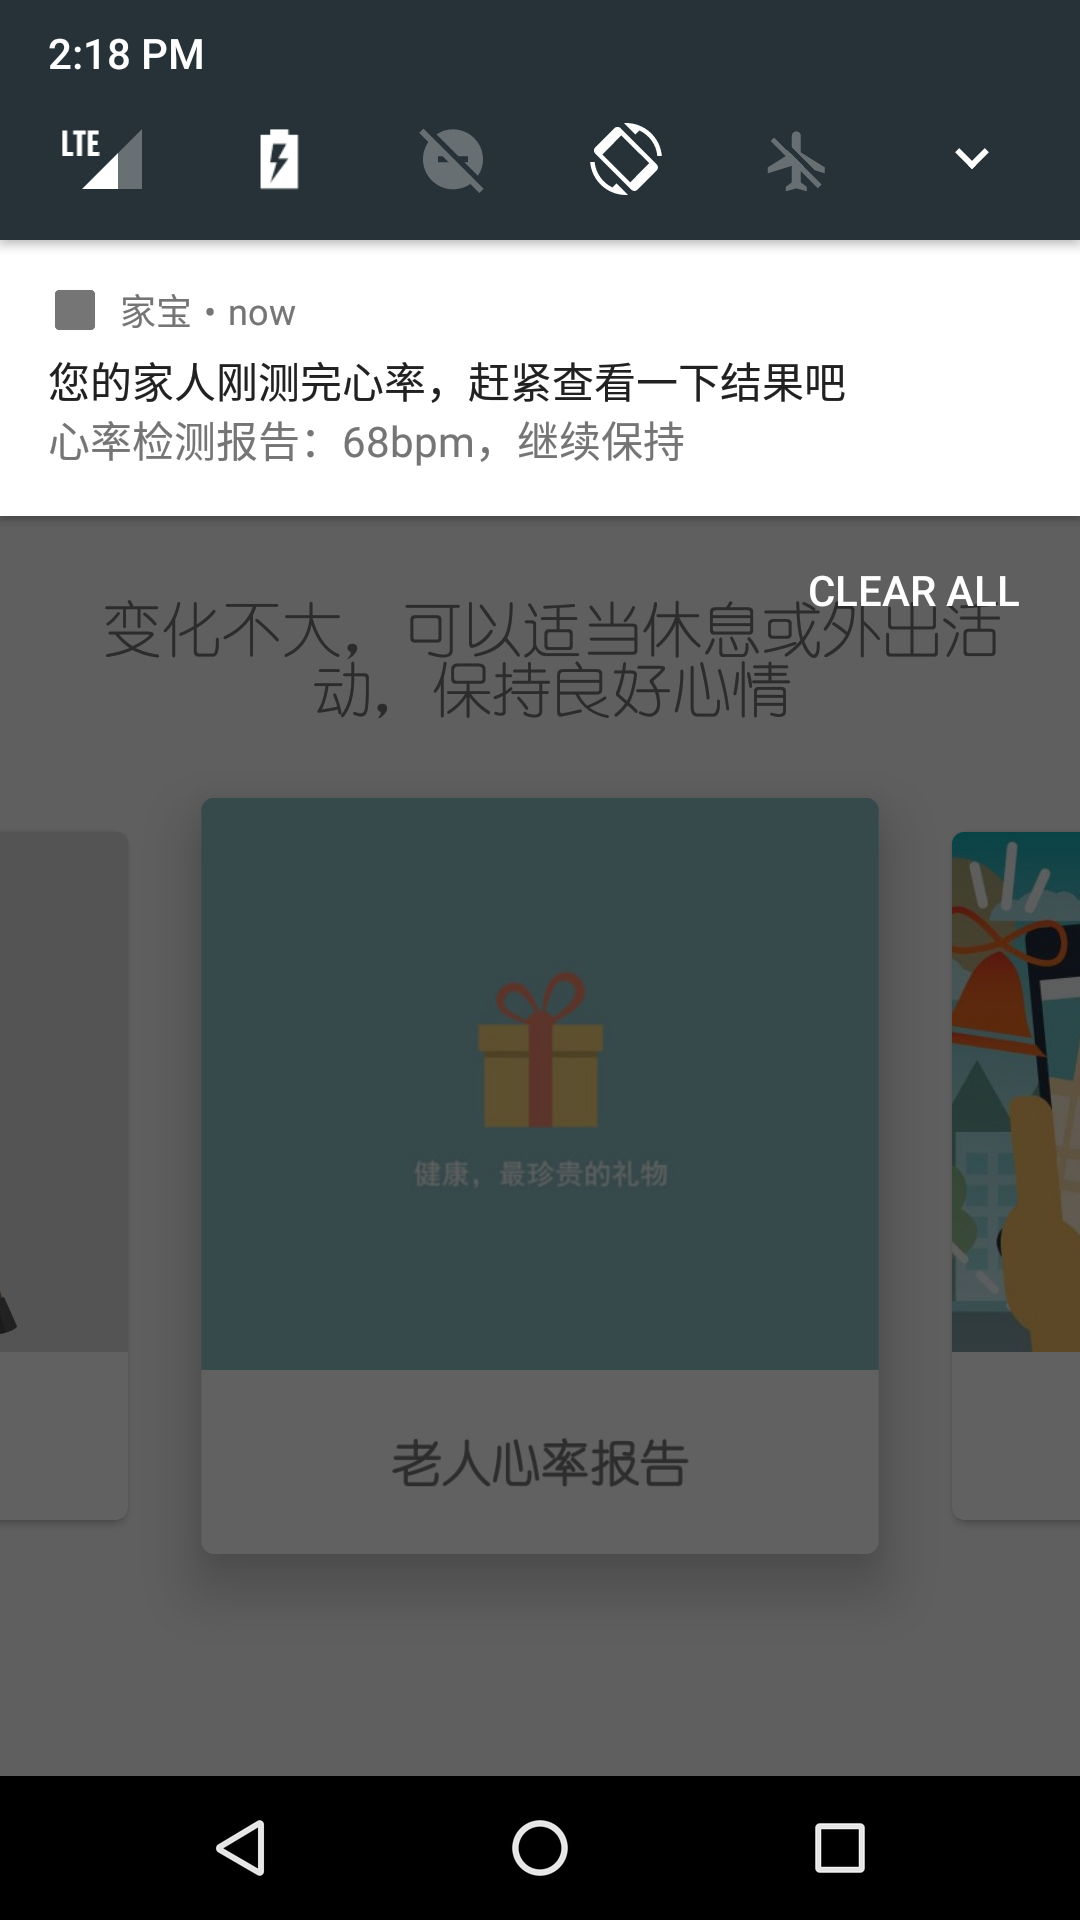 2:18 PM
LTE
家宝 • now
您的家人刚测完心率，赶紧查看一下结果吧
心率检测报告：68bpm，继续保持
CLEAR ALL
变化不大，可以适当休息或外出活
动，保持良好心情
健康，最珍贵的礼物
老人心率报告